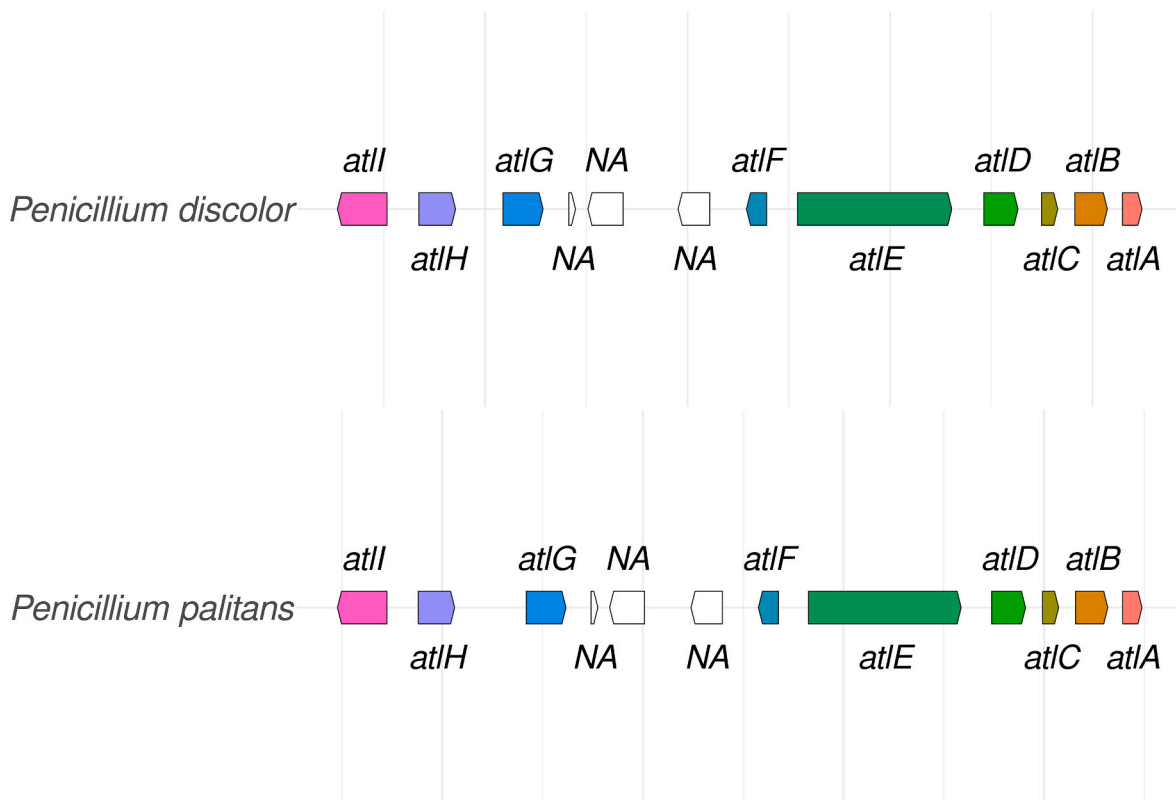 atlI atlG NA atlF atlD atlB
Penicillium discolor
atlH NA NA atlE atlC atlA
atlI atlG NA atlF atlD atlB
Penicillium palitans
atlH NA NA atlE atlC atlA